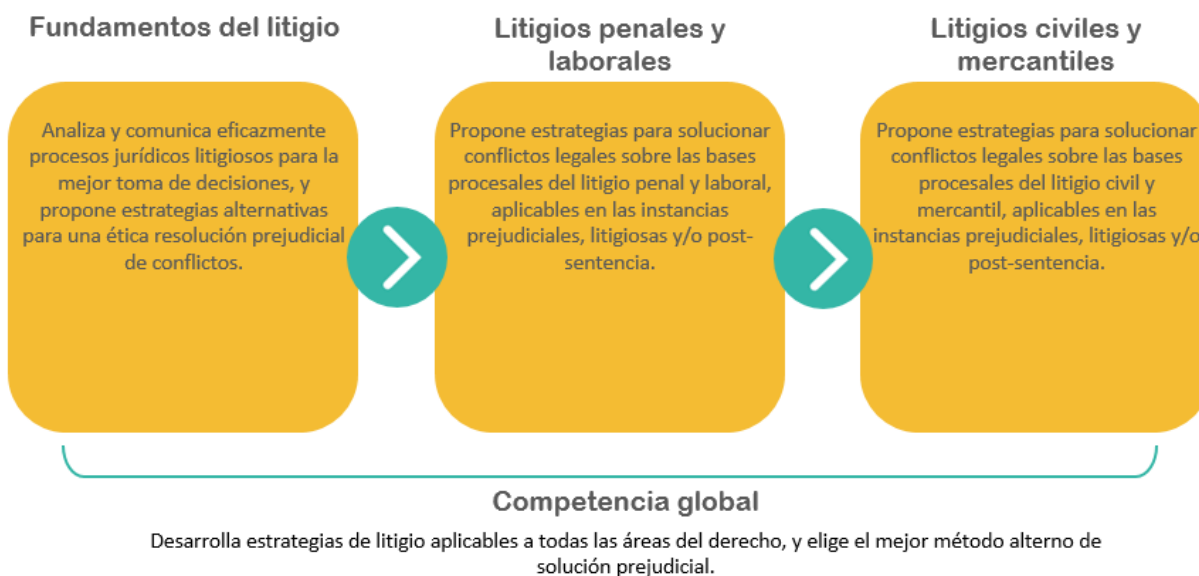 Fundamentos del litigio
Analiza y comunica eficazmente
procesos jurídicos litigiosos para la
mejor toma de decisiones, y
propone estrategias alternativas
para una ética resolución prejudicial
de conflictos.
Litigios penales y
laborales
Propone estrategias para solucionar
conflictos legales sobre las bases
procesales del litigio penal y laboral,
aplicables en las instancias
prejudiciales, litigiosas y/o post-
sentencia.
Litigios civiles y
mercantiles
Propone estrategias para solucionar
conflictos legales sobre las bases
procesales del litigio civil y
mercantil, aplicables en las
instancias prejudiciales, litigiosas y/o
post-sentencia.
Competencia global
Desarrolla estrategias de litigio aplicables a todas las áreas del derecho, y elige el mejor método alterno de
solución prejudicial.